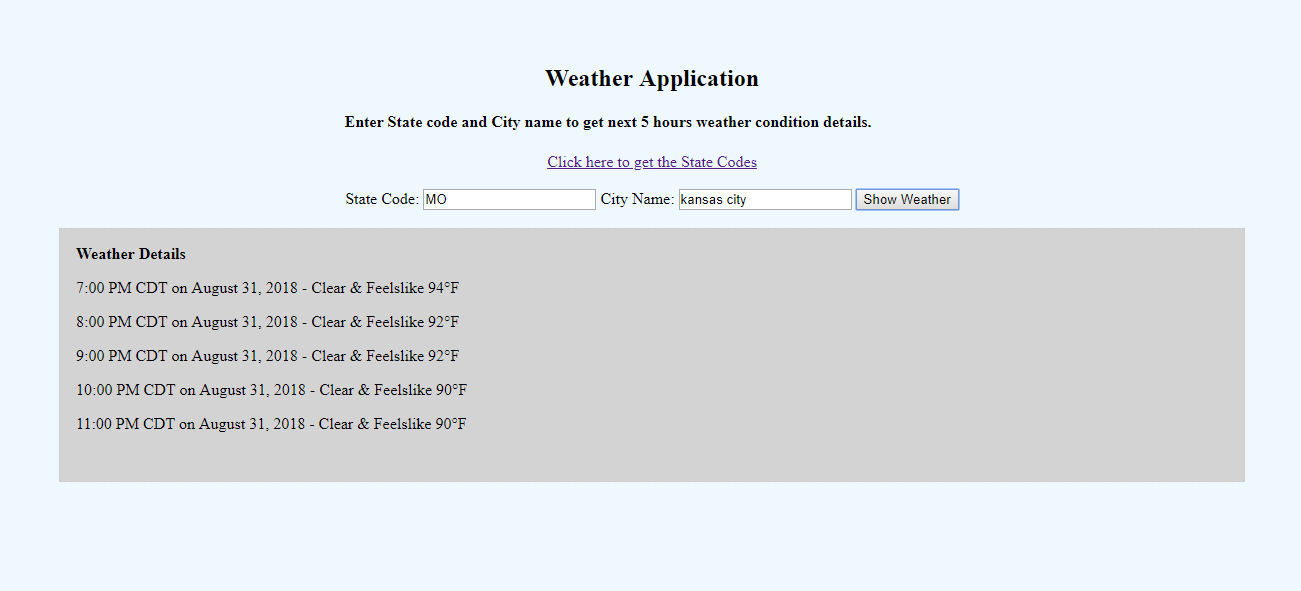 Weather Application
Enter State code and City name to get next 5 hours weather condition details.
Click here to get the State Codes
State Code: MO City Name: kansas city Show Weather
Weather Details
7:00 PM CDT on August 31, 2018 - Clear & Feelslike 94°F
8:00 PM CDT on August 31, 2018 - Clear & Feelslike 92°F
9:00 PM CDT on August 31, 2018 - Clear & Feelslike 92°F
10:00 PM CDT on August 31, 2018 - Clear & Feelslike 90°F
11:00 PM CDT on August 31, 2018 - Clear & Feelslike 90°F